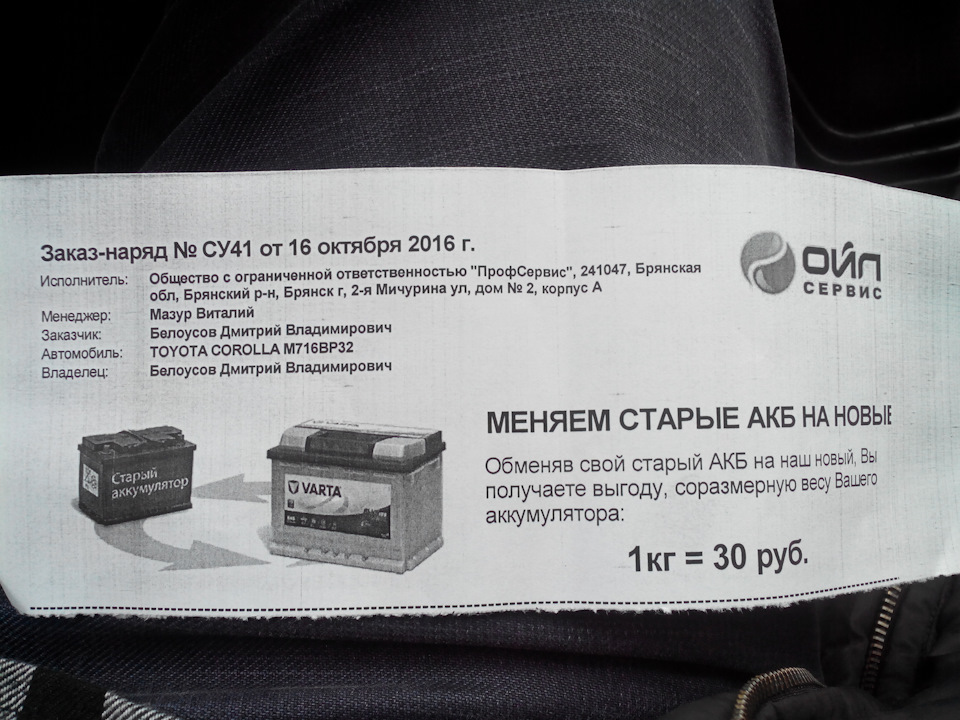 Заказ-наряд № СУ41 от 16 октября 2016 г.
ОЙЛ
СЕРВИС
Исполнитель: Общество с ограниченной ответственностью "ПрофСервис", 241047, Брянская
обл, Брянский р-н, Брянск г, 2-я Мичурина ул, дом № 2, корпус А
Менеджер: Мазур Виталий
Заказчик: Белоусов Дмитрий Владимирович
Автомобиль: TOYOTA COROLLA М716ВР32
Владелец: Белоусов Дмитрий Владимирович
Старый
аккумулятор
VARTA
МЕНЯЕМ СТАРЫЕ АКБ НА НОВЫЕ
Обменяв свой старый АКБ на наш новый, Вы
получаете выгоду, соразмерную весу Вашего
аккумулятора:
1кг = 30 руб.